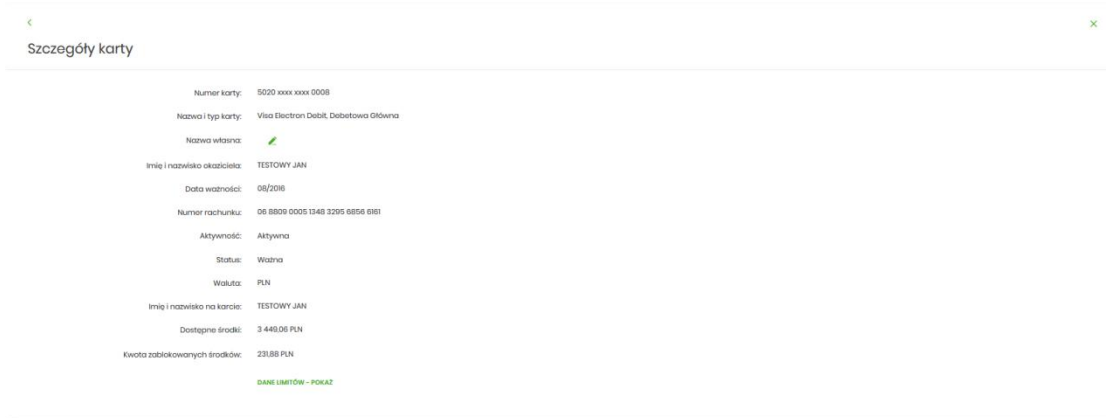 Szczegóły karty
Numer karty: 5020 xxxx xxxx 0008
Nazwa i typ karty: Visa Electron Debit, Debetowa Główna
Nazwa własna:
Imię i nazwisko okaziciela: TESTOWY JAN
Data ważności: 08/2016
Numer rachunku: 06 8809 0005 1348 3295 6856 6161
Aktywność: Aktywna
Status: Ważna
Waluta: PLN
Imię i nazwisko na karcie: TESTOWY JAN
Dostępne środki: 3 449,06 PLN
Kwota zablokowanych środków: 231,88 PLN
DANE LIMITÓW - POKAŻ